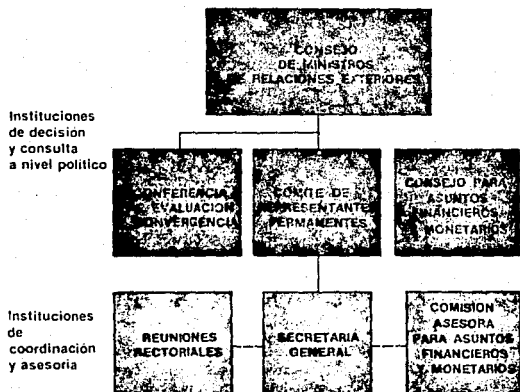 CONSEJO
DE MINISTROS
DE RELACIONES EXTERIORES
Instituciones
de decisión
y consulta
a nivel político
CONFERENCIA
EVALUACION
CONVERGENCIA
COMITE DE
REPRESENTANTES
PERMANENTES
CONSEJO PARA
ASUNTOS
FINANCIEROS
MONETARIOS
Instituciones
de
coordinación
y asesoría
REUNIONES
RECTORIALES
SECRETARIA
GENERAL
COMISION
ASESORA
PARA ASUNTOS
FINANCIEROS
Y MONETARIOS